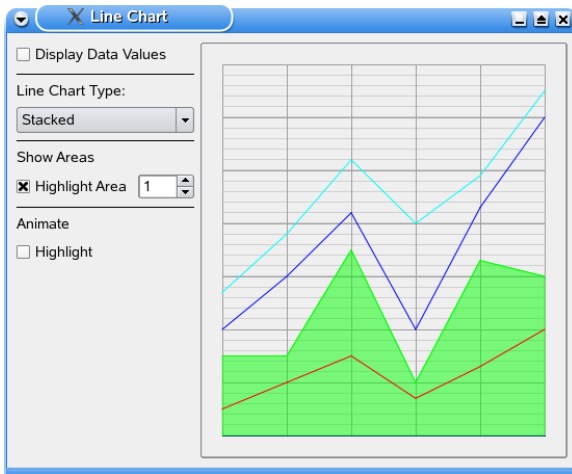 Line Chart
Display Data Values
Line Chart Type:
Stacked
Show Areas
Highlight Area 1
Animate
Highlight